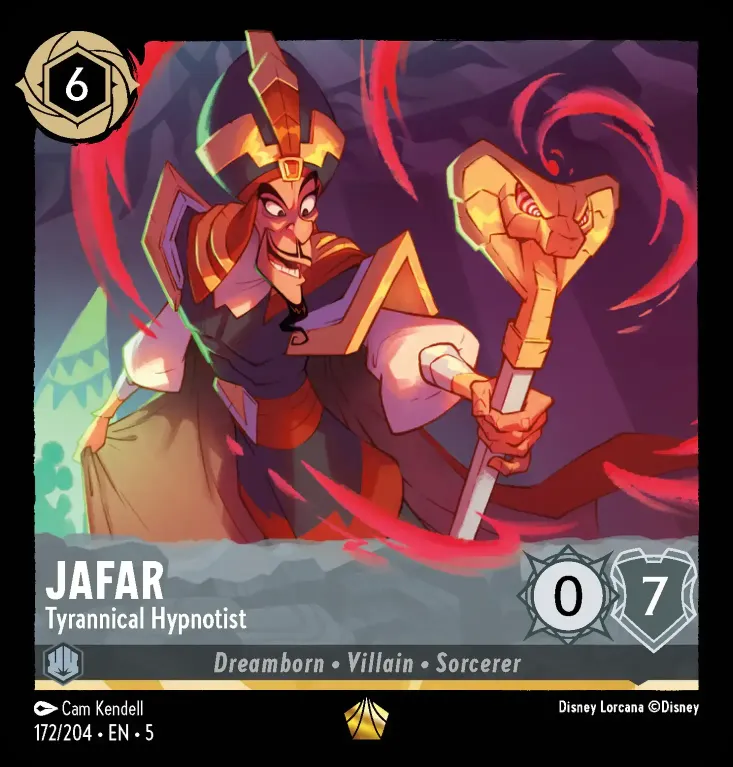 6
JAFAR
Tyrannical Hypnotist
0
7
Dreamborn • Villain • Sorcerer
Cam Kendell
Disney Lorcana ©Disney
172/204 • EN • 5